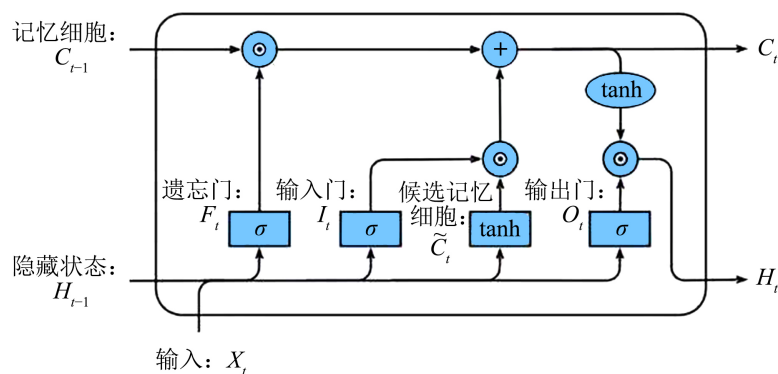 记忆细胞：
C_{t-1}
⊙
+
C_t
tanh
⊙
⊙
遗忘门：
F_t
输入门：
I_t
候选记忆
细胞：
C̃_t
输出门：
O_t
σ
σ
tanh
σ
隐藏状态：
H_{t-1}
H_t
输入：X_t